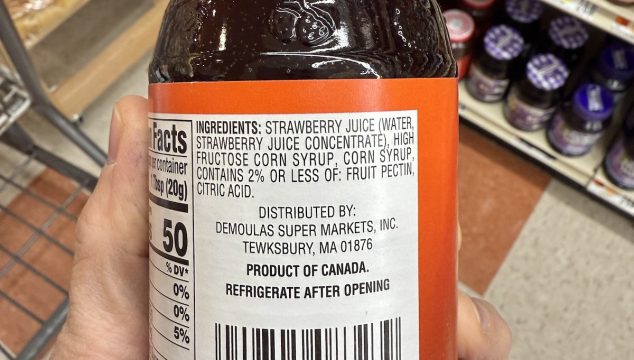 Facts
container
Tbsp (20g)
50
% DV*
0%
0%
5%
INGREDIENTS: STRAWBERRY JUICE (WATER,
STRAWBERRY JUICE CONCENTRATE), HIGH
FRUCTOSE CORN SYRUP, CORN SYRUP,
CONTAINS 2% OR LESS OF: FRUIT PECTIN,
CITRIC ACID.
DISTRIBUTED BY:
DEMOULAS SUPER MARKETS, INC.
TEWKSBURY, MA 01876
PRODUCT OF CANADA.
REFRIGERATE AFTER OPENING